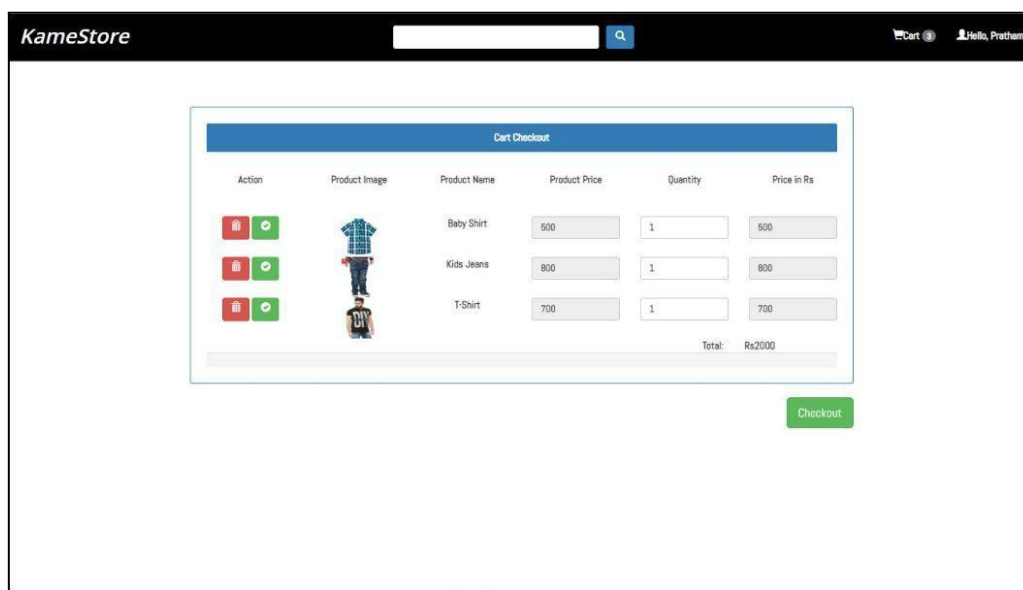 KameStore
Cart 3 Hello, Pratham
Cart Checkout
Action Product Image Product Name Product Price Quantity Price in Rs
Baby Shirt 500 1 500
Kids Jeans 800 1 800
T-Shirt 700 1 700
DIY
Total: Rs2000
Checkout